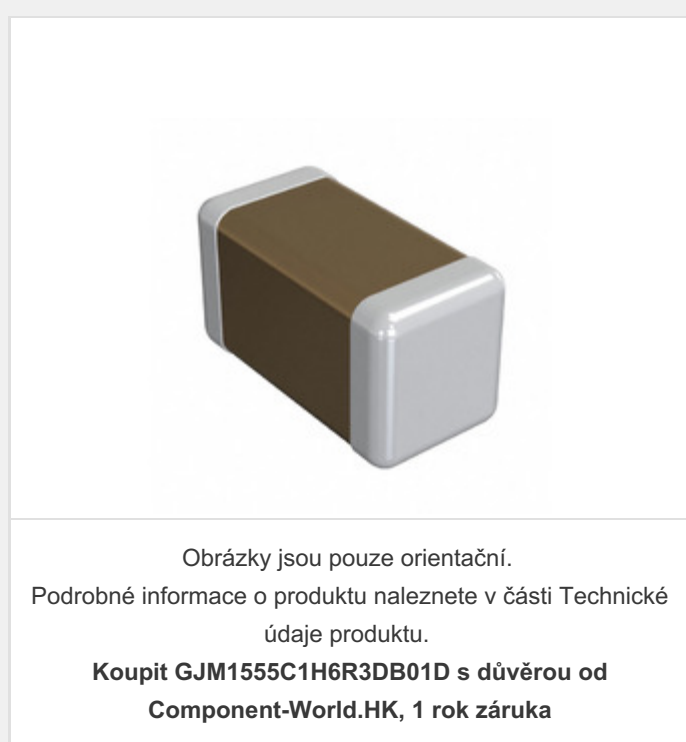 Obrázky jsou pouze orientační.
Podrobné informace o produktu naleznete v části Technické
údaje produktu.
Koupit GJM1555C1H6R3DB01D s důvěrou od
Component-World.HK, 1 rok záruka